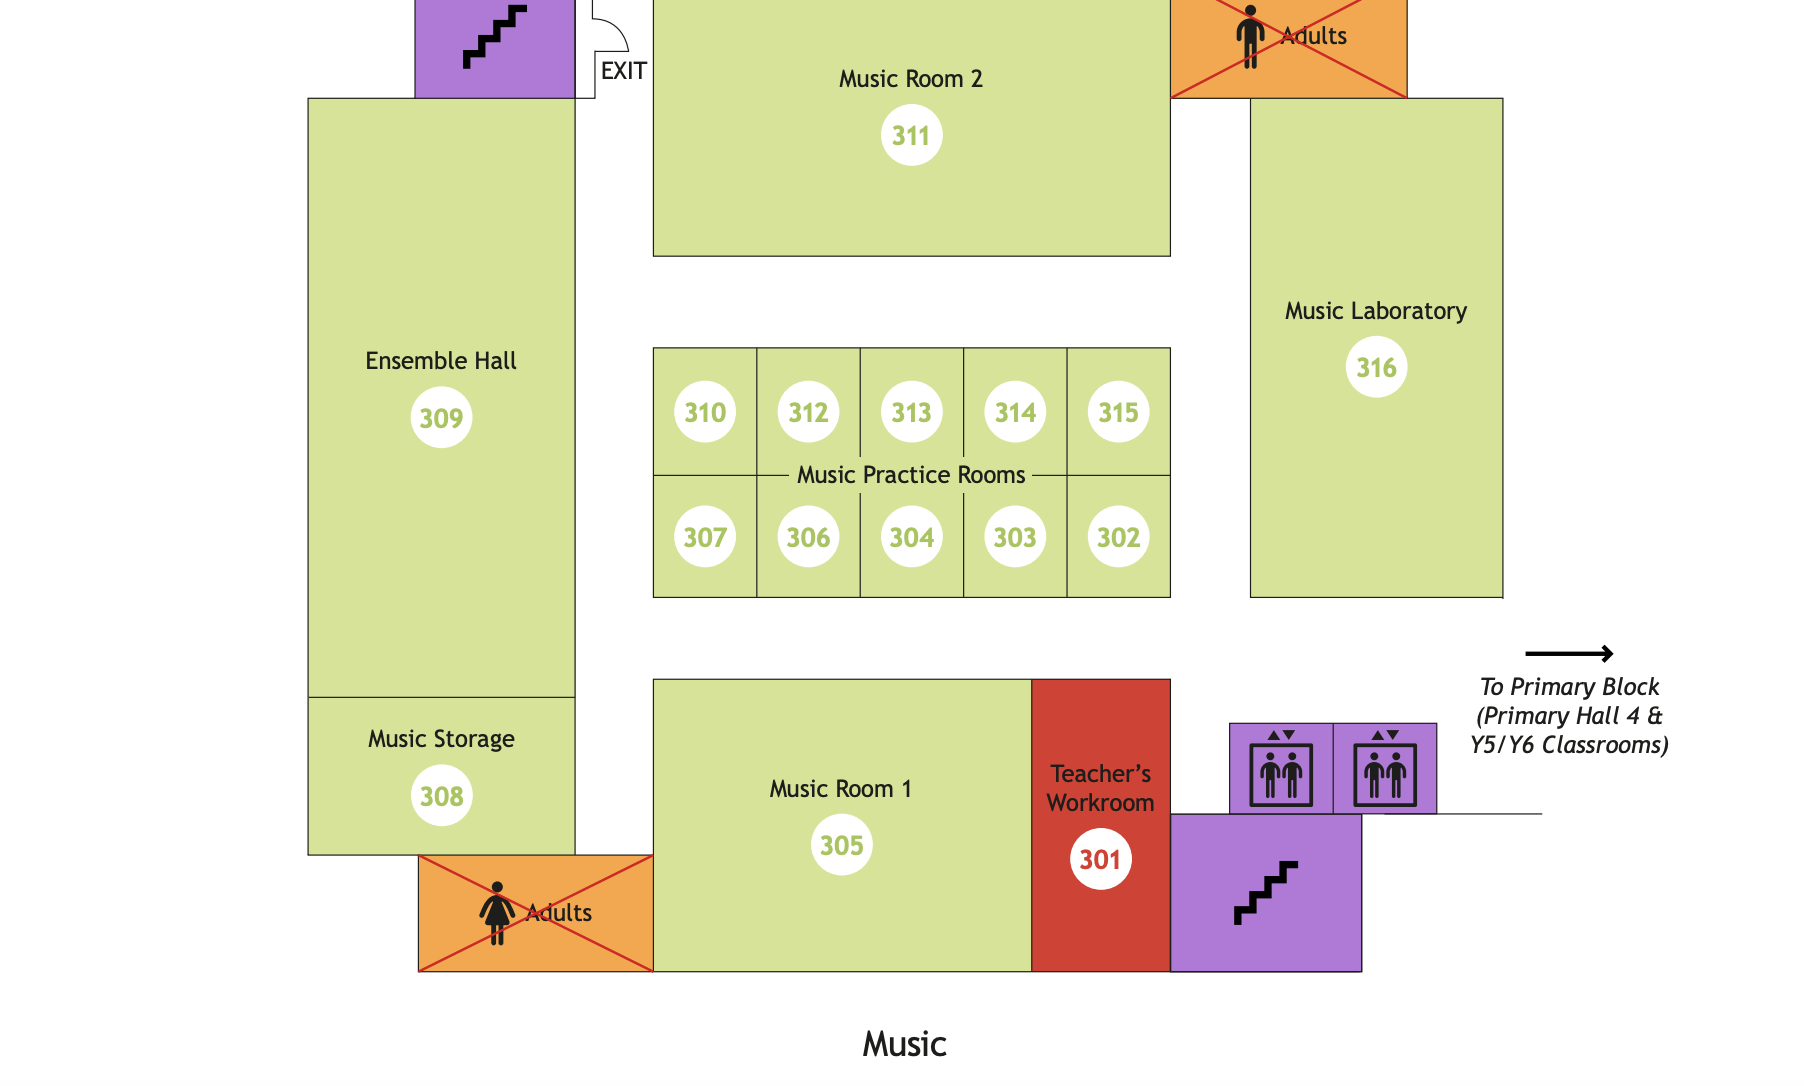 EXIT
Music Room 2
311
Adults
Ensemble Hall
309
Music Laboratory
316
310
312
313
314
315
Music Practice Rooms
307
306
304
303
302
Music Storage
308
Adults
Music Room 1
305
Teacher’s
Workroom
301
To Primary Block
(Primary Hall 4 &
Y5/Y6 Classrooms)
Music